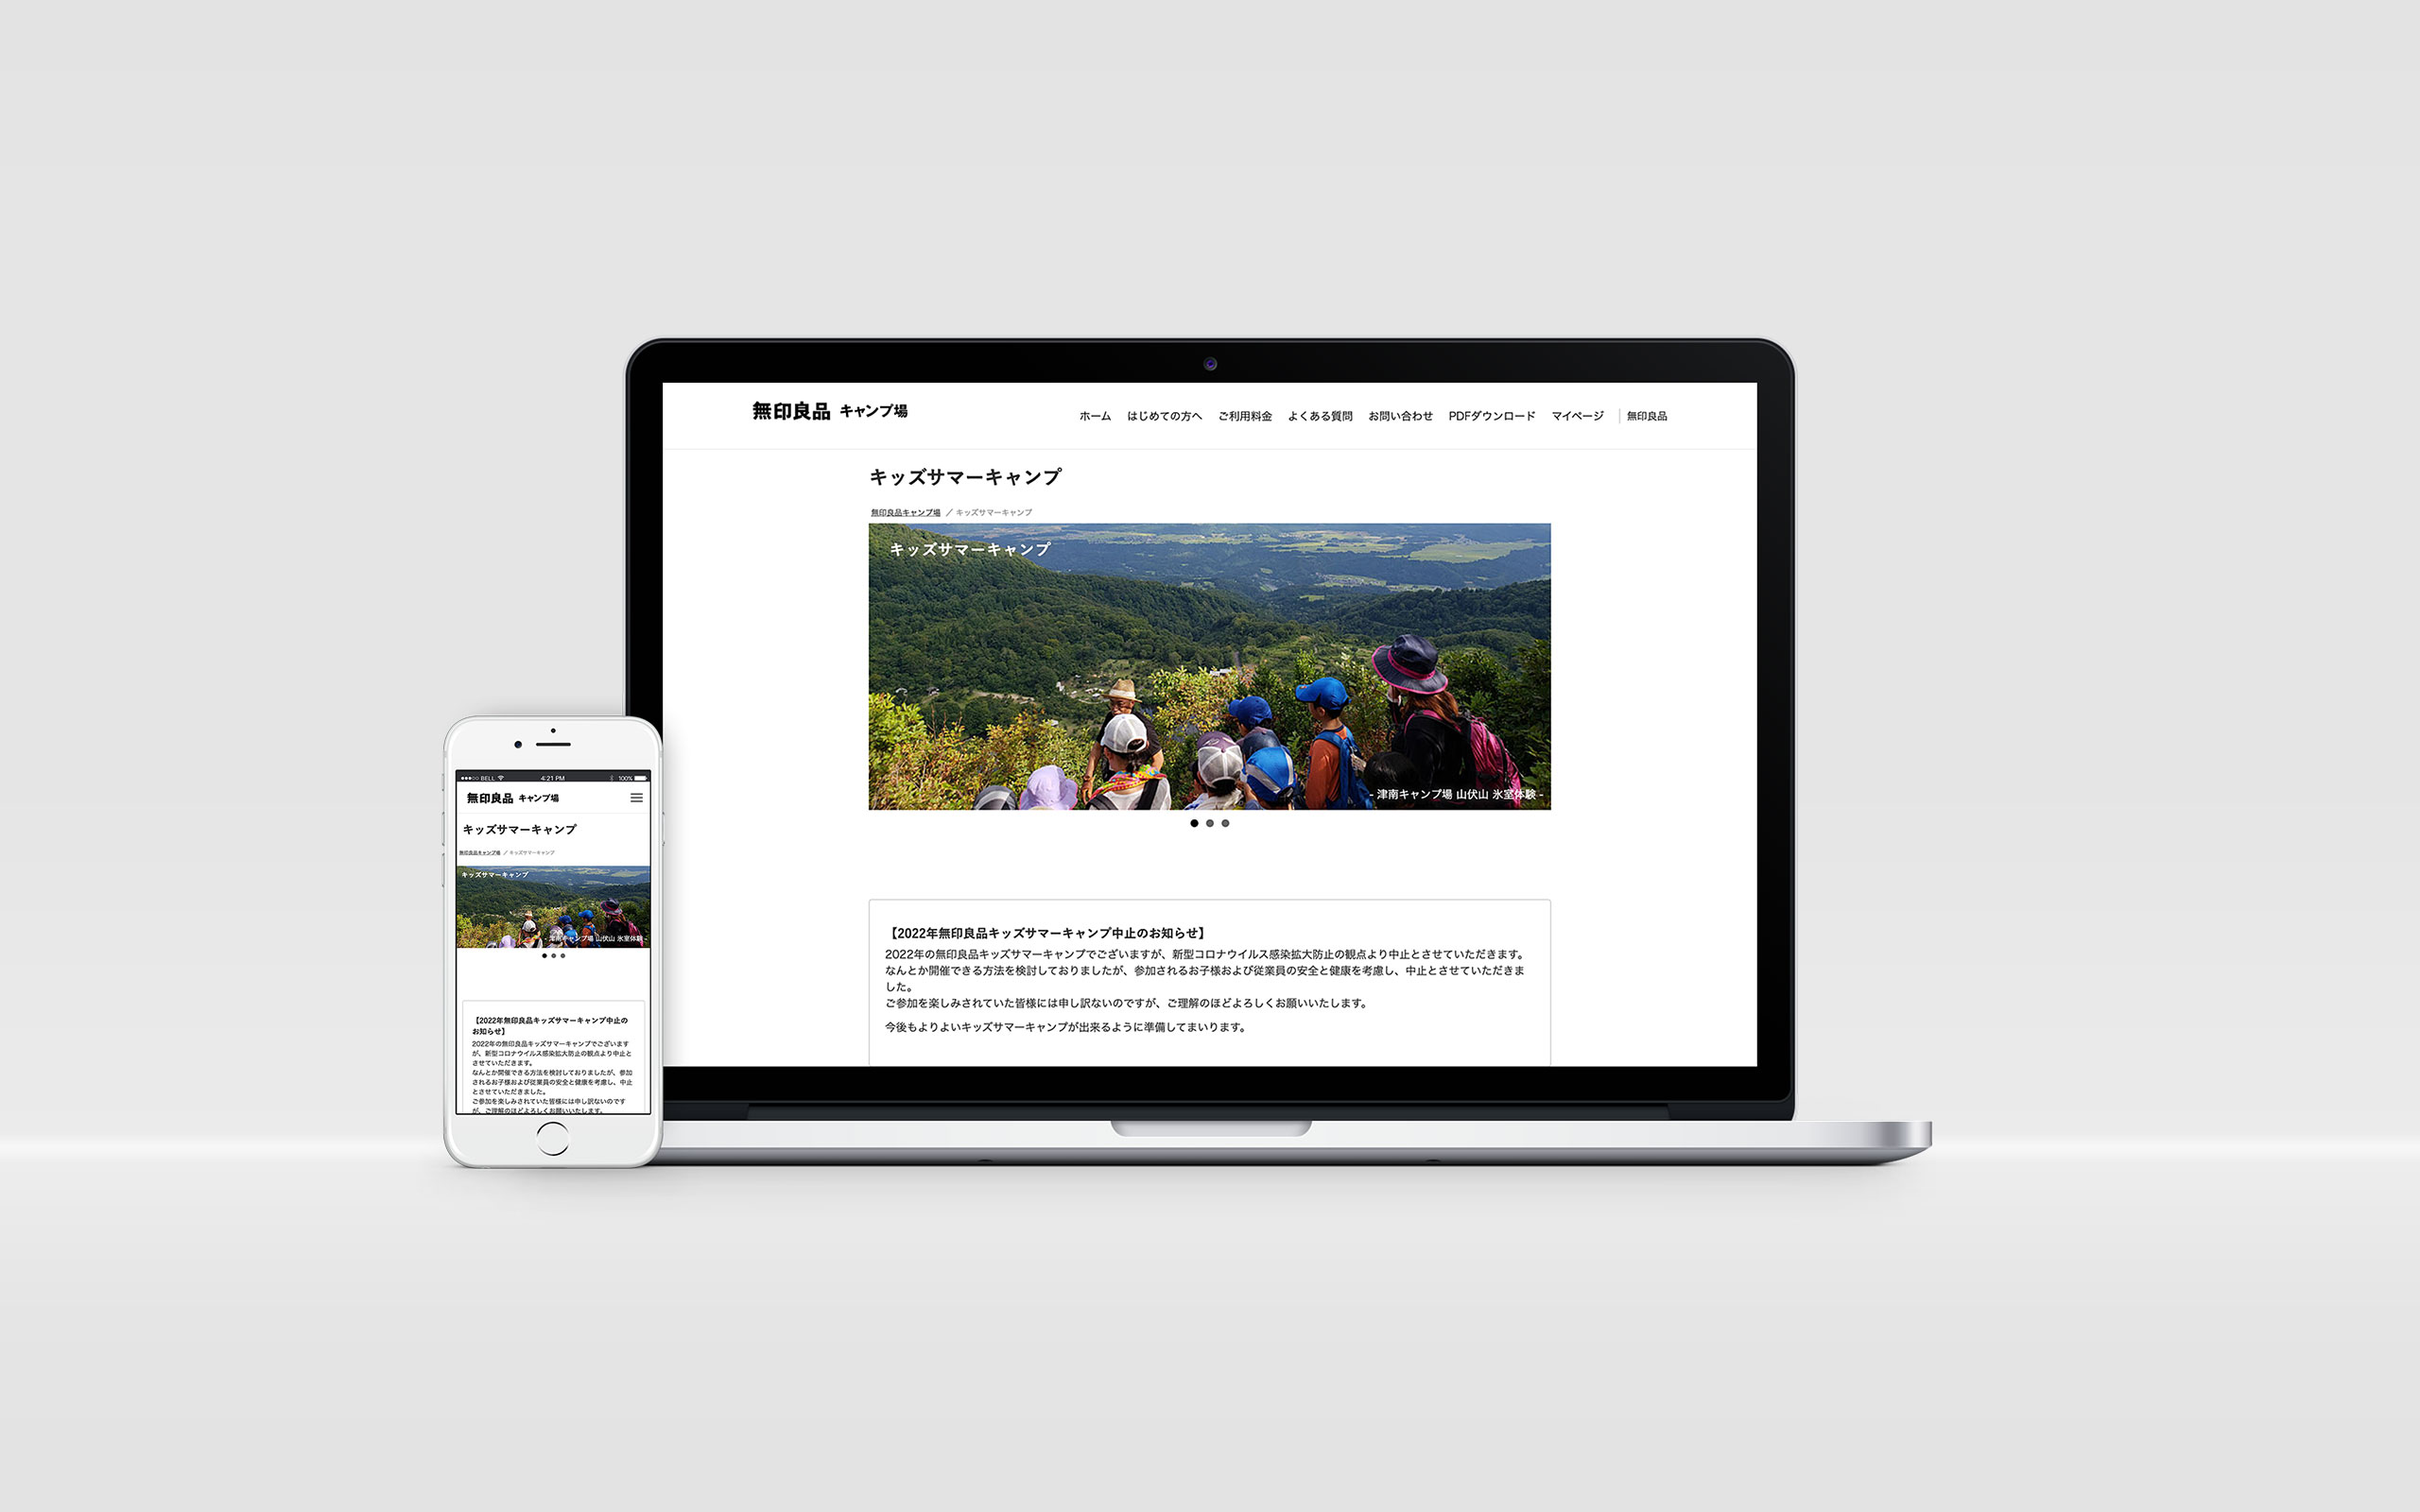 無印良品 キャンプ場
ホーム はじめての方へ ご利用料金 よくある質問 お問い合わせ PDFダウンロード マイページ 無印良品
キッズサマーキャンプ
無印良品キャンプ場 / キッズサマーキャンプ
キッズサマーキャンプ
- 津南キャンプ場 山伏山 氷室体験 -
【2022年無印良品キッズサマーキャンプ中止のお知らせ】
2022年の無印良品キッズサマーキャンプでございますが、新型コロナウイルス感染拡大防止の観点より中止とさせていただきます。
なんとか開催できる方法を検討しておりましたが、参加されるお子様および従業員の安全と健康を考慮し、中止とさせていただきま
した。
ご参加を楽しみされていた皆様には申し訳ないのですが、ご理解のほどよろしくお願いいたします。
今後もよりよいキッズサマーキャンプが出来るように準備してまいります。
BELL 4:21 PM 100%
無印良品 キャンプ場
キッズサマーキャンプ
無印良品キャンプ場 / キッズサマーキャンプ
キッズサマーキャンプ
- 津南キャンプ場 山伏山 氷室体験 -
【2022年無印良品キッズサマーキャンプ中止の
お知らせ】
2022年の無印良品キッズサマーキャンプでございます
が、新型コロナウイルス感染拡大防止の観点より中止と
させていただきます。
なんとか開催できる方法を検討しておりましたが、参加
されるお子様および従業員の安全と健康を考慮し、中止
とさせていただきました。
ご参加を楽しみされていた皆様には申し訳ないのです
が、ご理解のほどよろしくお願いいたします。